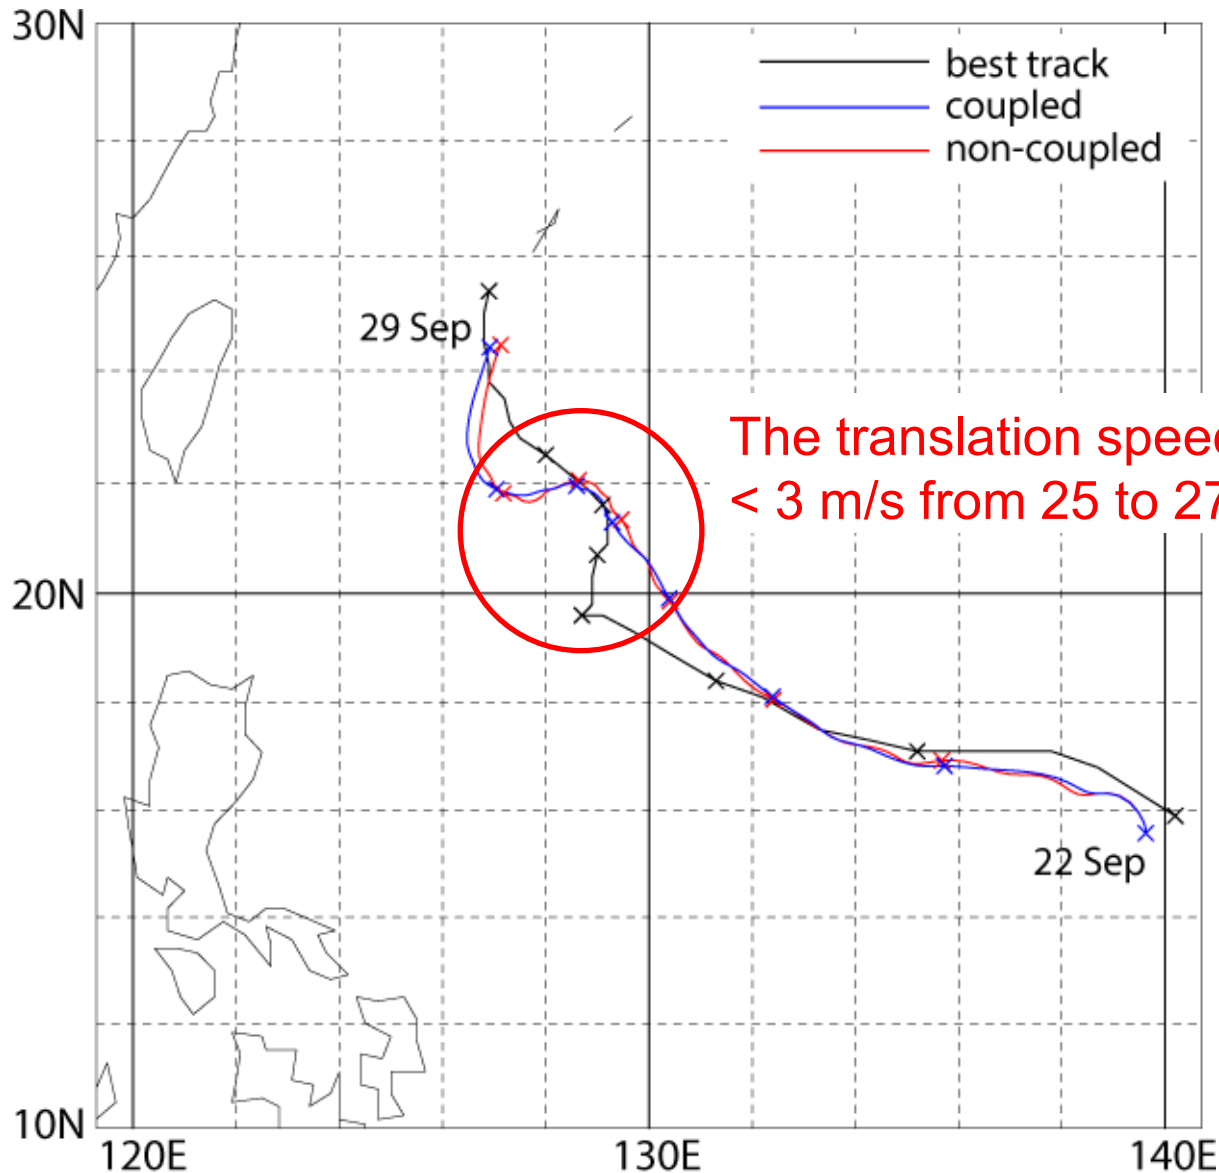 30N
best track
coupled
non-coupled
29 Sep
The translation speed
< 3 m/s from 25 to 27
20N
22 Sep
10N
120E
130E
140E